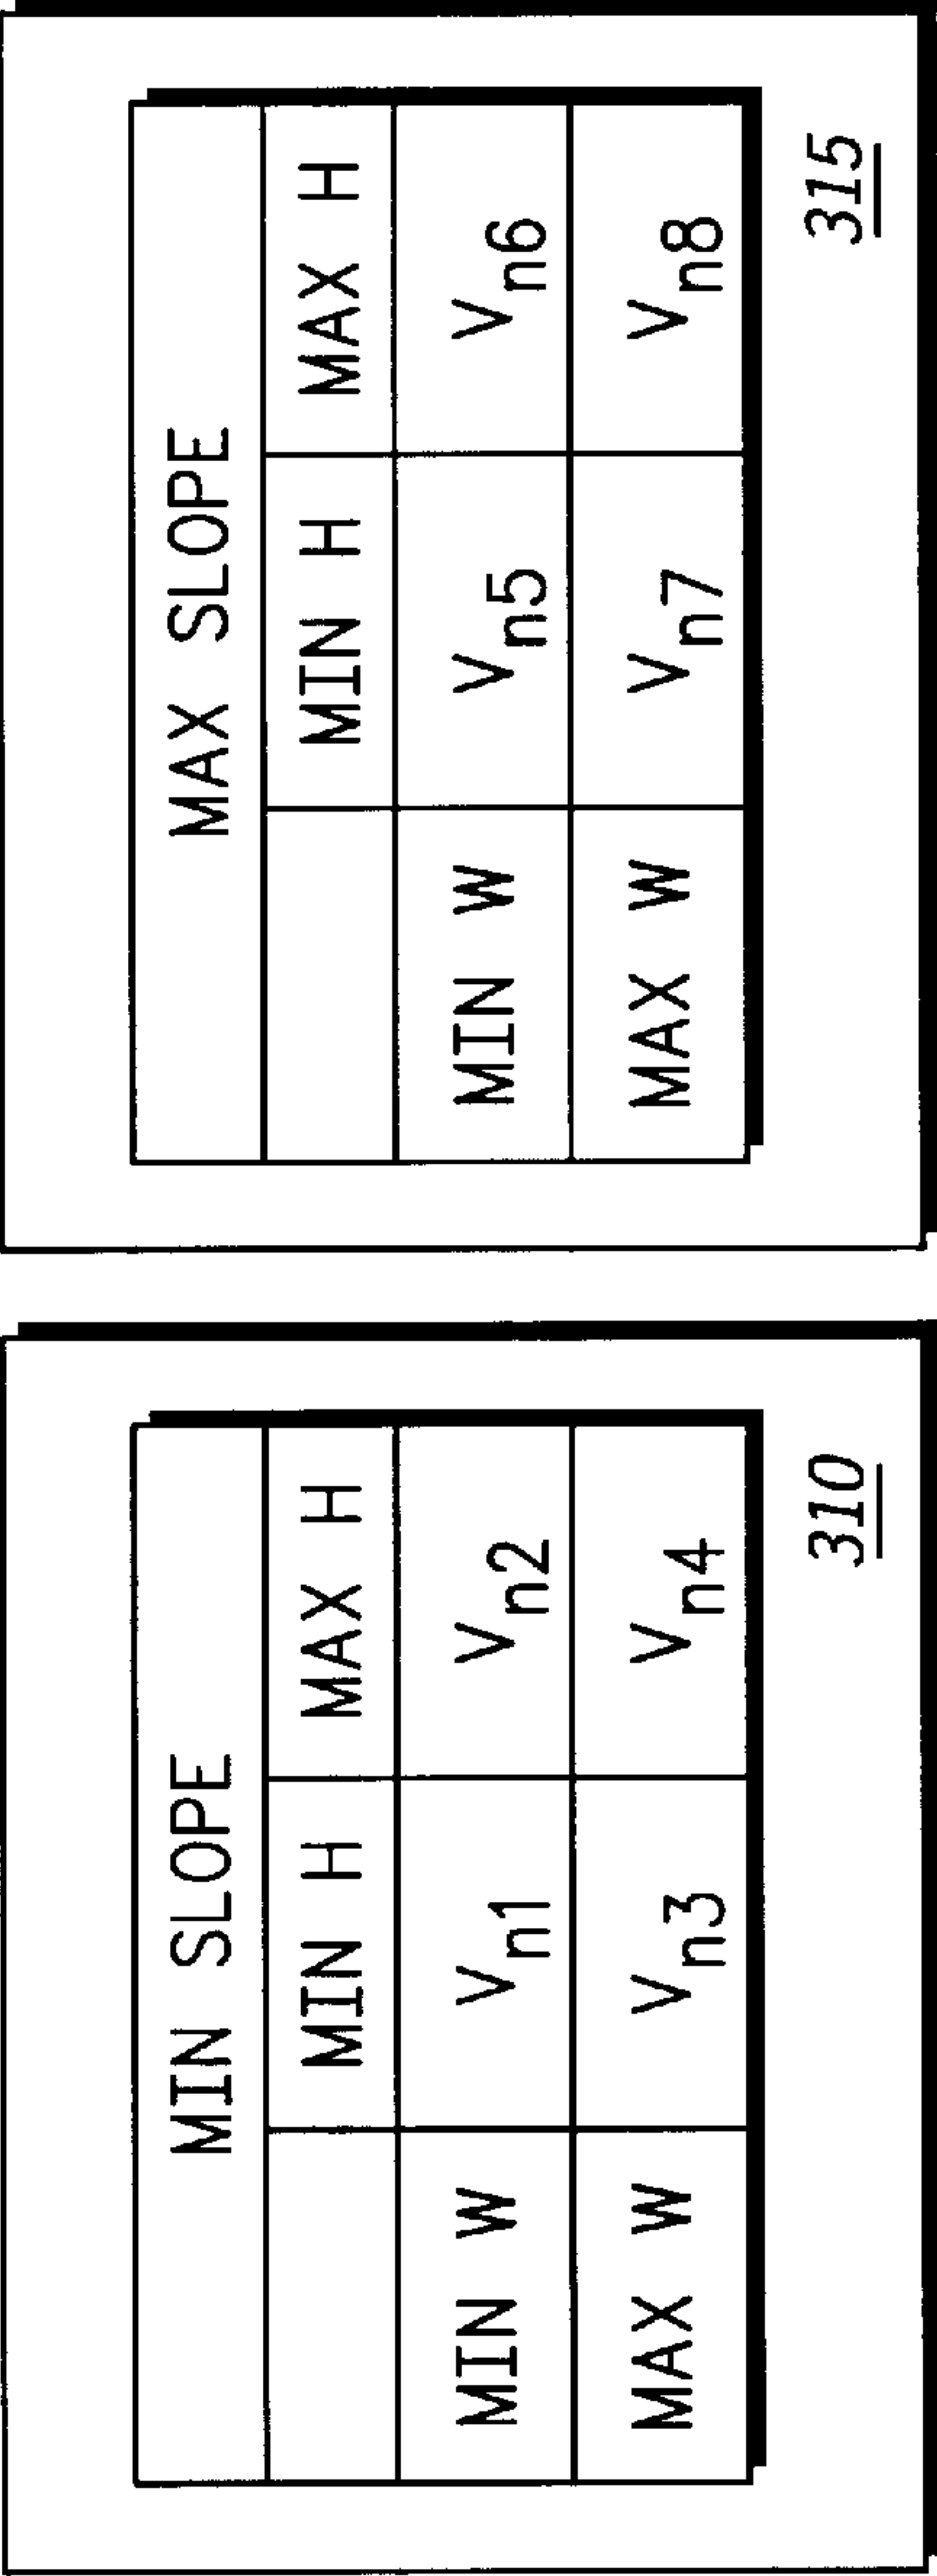 MIN SLOPE
MIN H MAX H
MIN W Vn1 Vn2
MAX W Vn3 Vn4
310
MAX SLOPE
MIN H MAX H
MIN W Vn5 Vn6
MAX W Vn7 Vn8
315